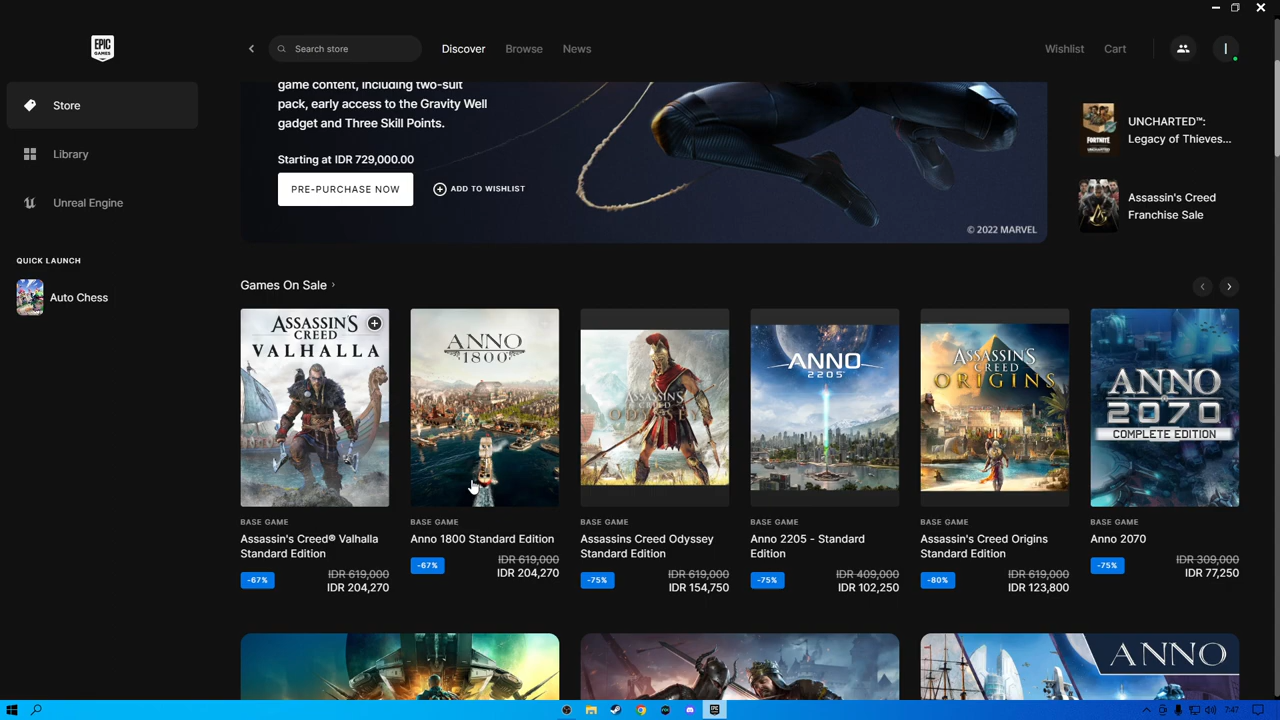 EPIC
GAMES
Search store
Discover
Browse
News
Wishlist
Cart
I
Store
Library
Unreal Engine
QUICK LAUNCH
Auto Chess
game content, including two-suit
pack, early access to the Gravity Well
gadget and Three Skill Points.
Starting at IDR 729,000.00
PRE-PURCHASE NOW
ADD TO WISHLIST
© 2022 MARVEL
FORTNITE
UNCHARTED™:
Legacy of Thieves...
Assassin's Creed
Franchise Sale
Games On Sale
ASSASSIN'S
CREED
VALHALLA
BASE GAME
Assassin's Creed® Valhalla
Standard Edition
-67%
IDR 619,000
IDR 204,270
ANNO
1800
BASE GAME
Anno 1800 Standard Edition
-67%
IDR 619,000
IDR 204,270
ASSASSIN'S CREED
ODYSSEY
BASE GAME
Assassins Creed Odyssey
Standard Edition
-75%
IDR 619,000
IDR 154,750
ANNO
2205
BASE GAME
Anno 2205 - Standard
Edition
-75%
IDR 409,000
IDR 102,250
ASSASSIN'S
CREED
ORIGINS
BASE GAME
Assassin's Creed Origins
Standard Edition
-80%
IDR 619,000
IDR 123,800
ANNO
2070
COMPLETE EDITION
BASE GAME
Anno 2070
-75%
IDR 309,000
IDR 77,250
ANNO
7:47